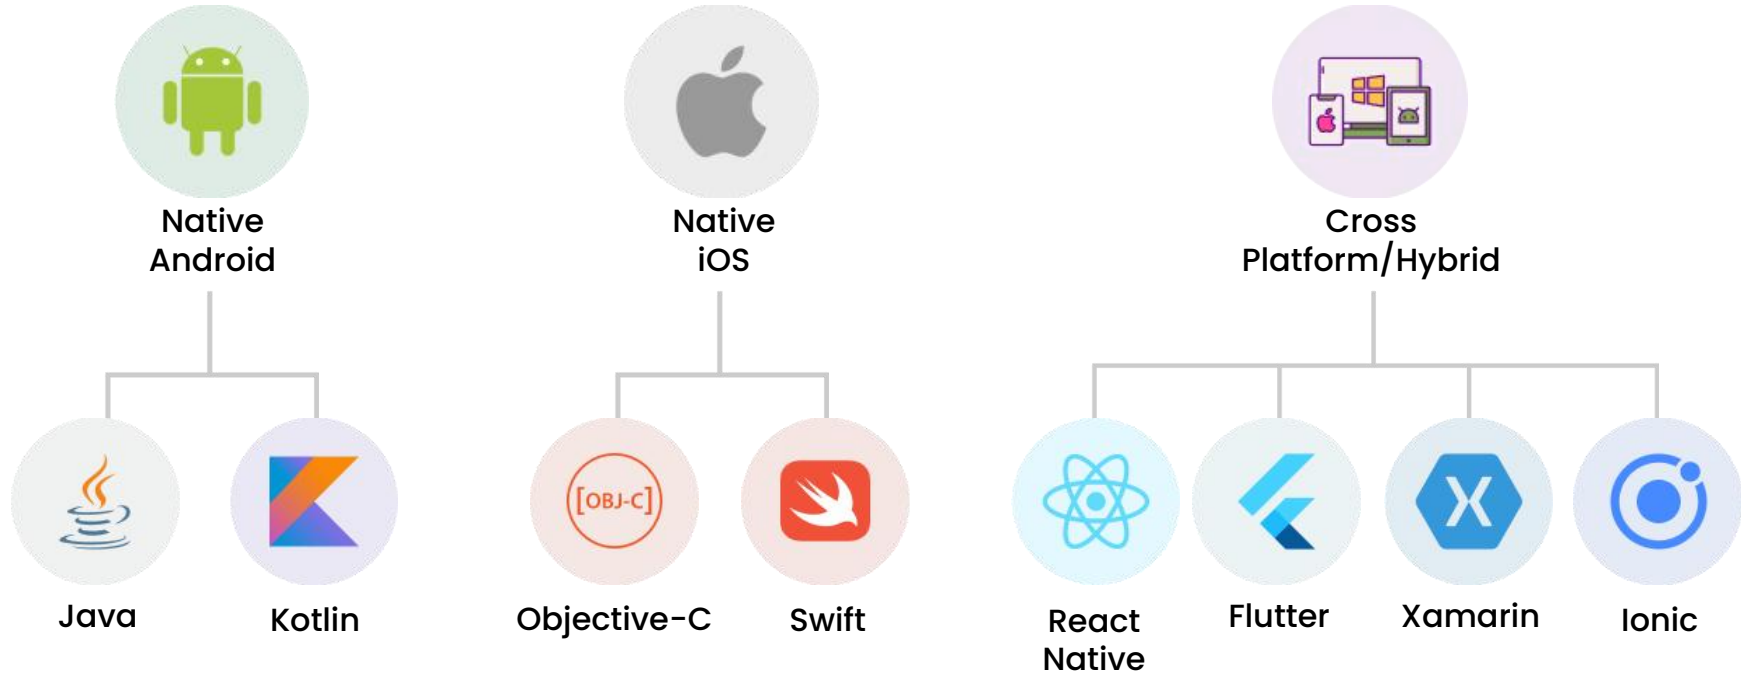 Native
Android
Native
iOS
Cross
Platform/Hybrid
[OBJ-C]
X
Java
Kotlin
Objective-C
Swift
React
Native
Flutter
Xamarin
Ionic